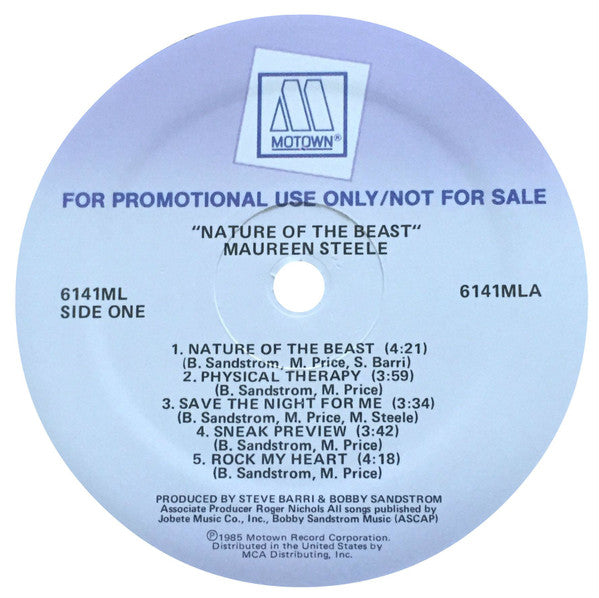 MOTOWN®
FOR PROMOTIONAL USE ONLY/NOT FOR SALE
"NATURE OF THE BEAST"
MAUREEN STEELE
6141ML
SIDE ONE
6141MLA
1. NATURE OF THE BEAST (4:21)
(B. Sandstrom, M. Price, S. Barri)
2. PHYSICAL THERAPY (3:59)
(B. Sandstrom, M. Price)
3. SAVE THE NIGHT FOR ME (3:34)
(B. Sandstrom, M. Price, M. Steele)
4. SNEAK PREVIEW (3:42)
(B. Sandstrom, M. Price)
5. ROCK MY HEART (4:18)
(B. Sandstrom, M. Price)
PRODUCED BY STEVE BARRI & BOBBY SANDSTROM
Associate Producer Roger Nichols All songs published by
Jobete Music Co., Inc., Bobby Sandstrom Music (ASCAP)
℗1985 Motown Record Corporation.
Distributed in the United States by
MCA Distributing, Inc.